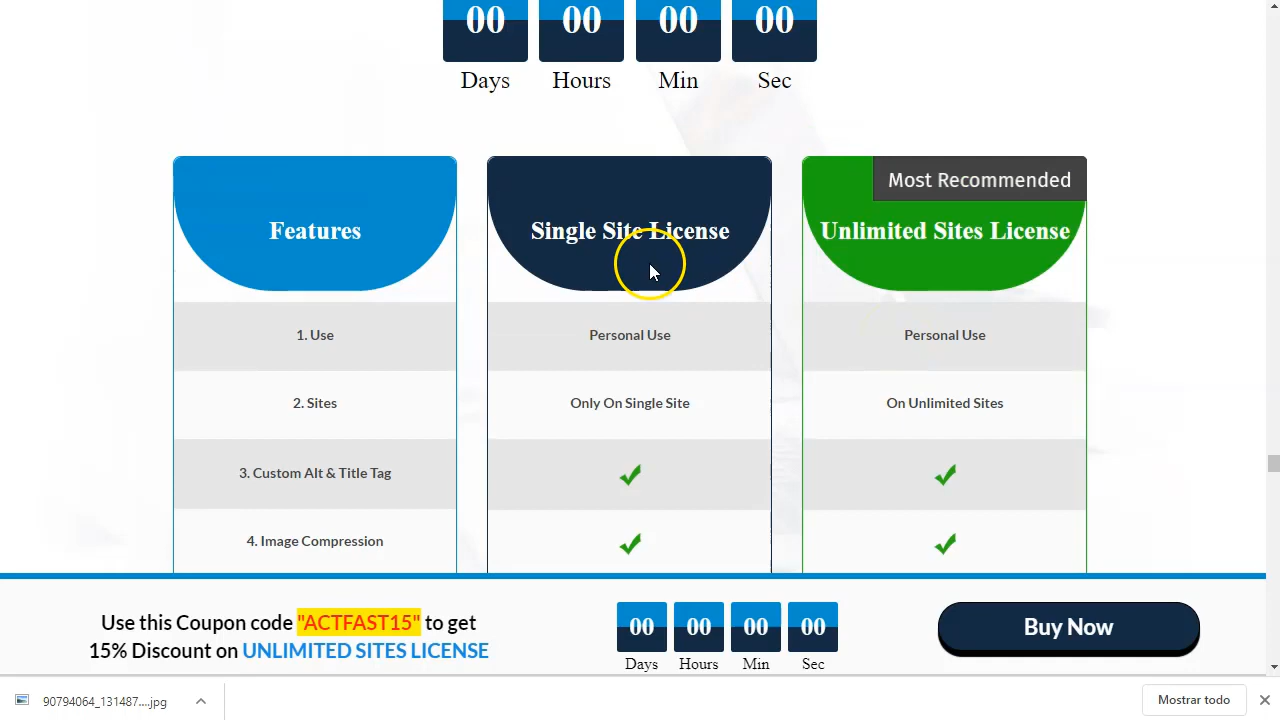 00 00 00 00
Days Hours Min Sec
Most Recommended
Features Single Site License Unlimited Sites License
1. Use Personal Use Personal Use
2. Sites Only On Single Site On Unlimited Sites
3. Custom Alt & Title Tag
4. Image Compression
Use this Coupon code "ACTFAST15" to get
15% Discount on UNLIMITED SITES LICENSE
00 00 00 00
Days Hours Min Sec
Buy Now
90794064_131487....jpg
Mostrar todo